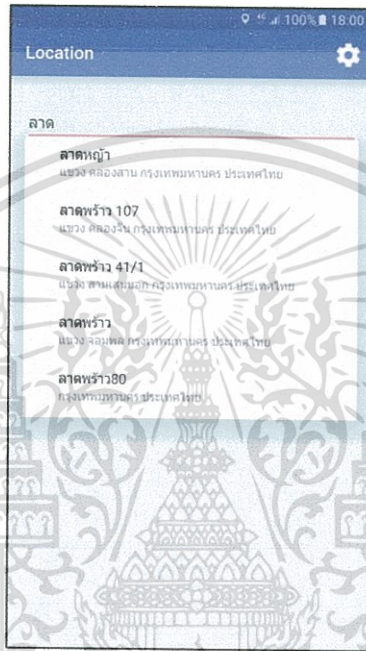 100% 18:00
Location
ลาด
ลาดหญ้า
แขวง คลองสาน กรุงเทพมหานคร ประเทศไทย
ลาดพร้าว 107
แขวง คลองจั่น กรุงเทพมหานคร ประเทศไทย
ลาดพร้าว 41/1
แขวง สามเสนนอก กรุงเทพมหานคร ประเทศไทย
ลาดพร้าว
แขวง จอมพล กรุงเทพมหานคร ประเทศไทย
ลาดพร้าว80
กรุงเทพมหานคร ประเทศไทย